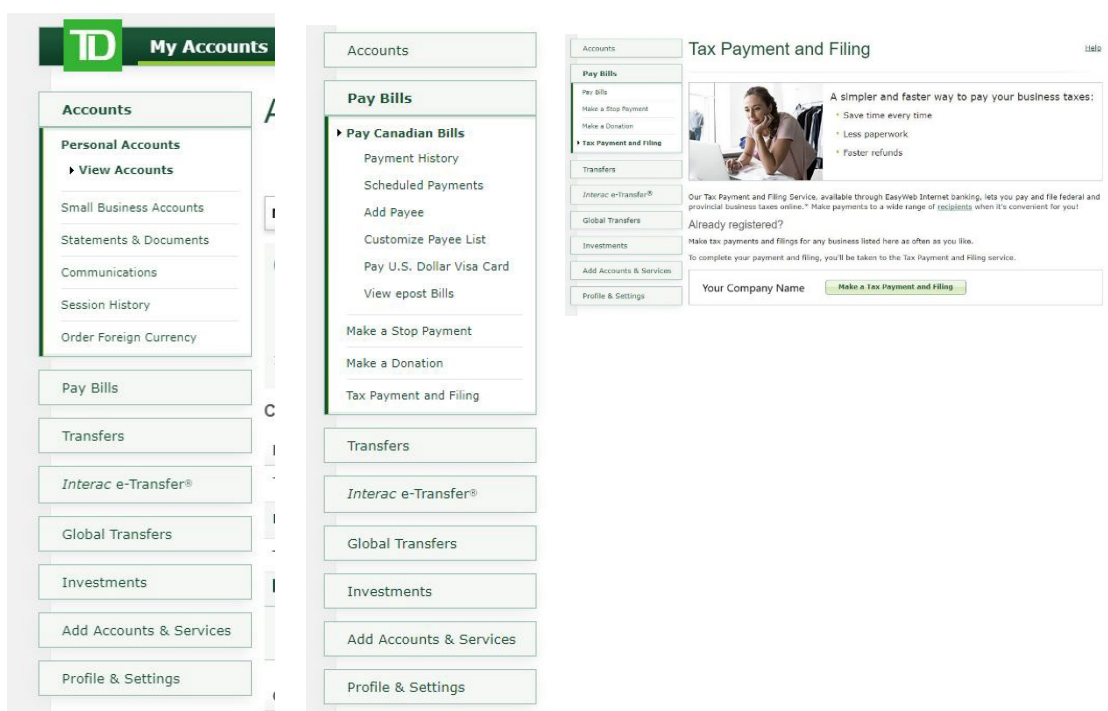 TD
My Accounts
Accounts
Personal Accounts
View Accounts
Small Business Accounts
Statements & Documents
Communications
Session History
Order Foreign Currency
Pay Bills
Transfers
Interac e-Transfer®
Global Transfers
Investments
Add Accounts & Services
Profile & Settings
Accounts
Pay Bills
Pay Canadian Bills
Payment History
Scheduled Payments
Add Payee
Customize Payee List
Pay U.S. Dollar Visa Card
View epost Bills
Make a Stop Payment
Make a Donation
Tax Payment and Filing
Transfers
Interac e-Transfer®
Global Transfers
Investments
Add Accounts & Services
Profile & Settings
Accounts
Pay Bills
Pay Bills
Make a Stop Payment
Make a Donation
Tax Payment and Filing
Transfers
Interac e-Transfer®
Global Transfers
Investments
Add Accounts & Services
Profile & Settings
Tax Payment and Filing
Help
A simpler and faster way to pay your business taxes:
Save time every time
Less paperwork
Faster refunds
Our Tax Payment and Filing Service, available through EasyWeb Internet banking, lets you pay and file federal and
provincial business taxes online.* Make payments to a wide range of recipients when it's convenient for you!
Already registered?
Make tax payments and filings for any business listed here as often as you like.
To complete your payment and filing, you'll be taken to the Tax Payment and Filing service.
Your Company Name
Make a Tax Payment and Filing